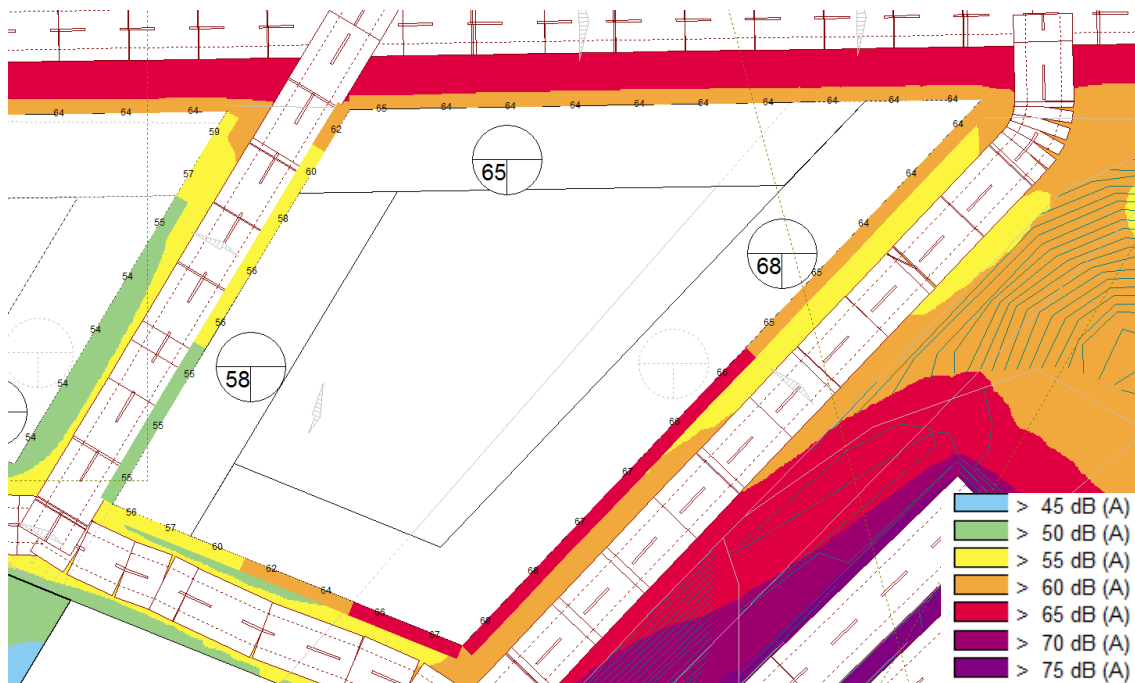 64 64 64 65 64 64 64 64 64 64 64 64 64
59 62 64
57 60 65 64
55 58 68 64
54 56 65
54 56 58 65
54 55 66
54 55 66
55 67
56 57 60 67
62 64 68
66 67 68
> 45 dB (A)
> 50 dB (A)
> 55 dB (A)
> 60 dB (A)
> 65 dB (A)
> 70 dB (A)
> 75 dB (A)